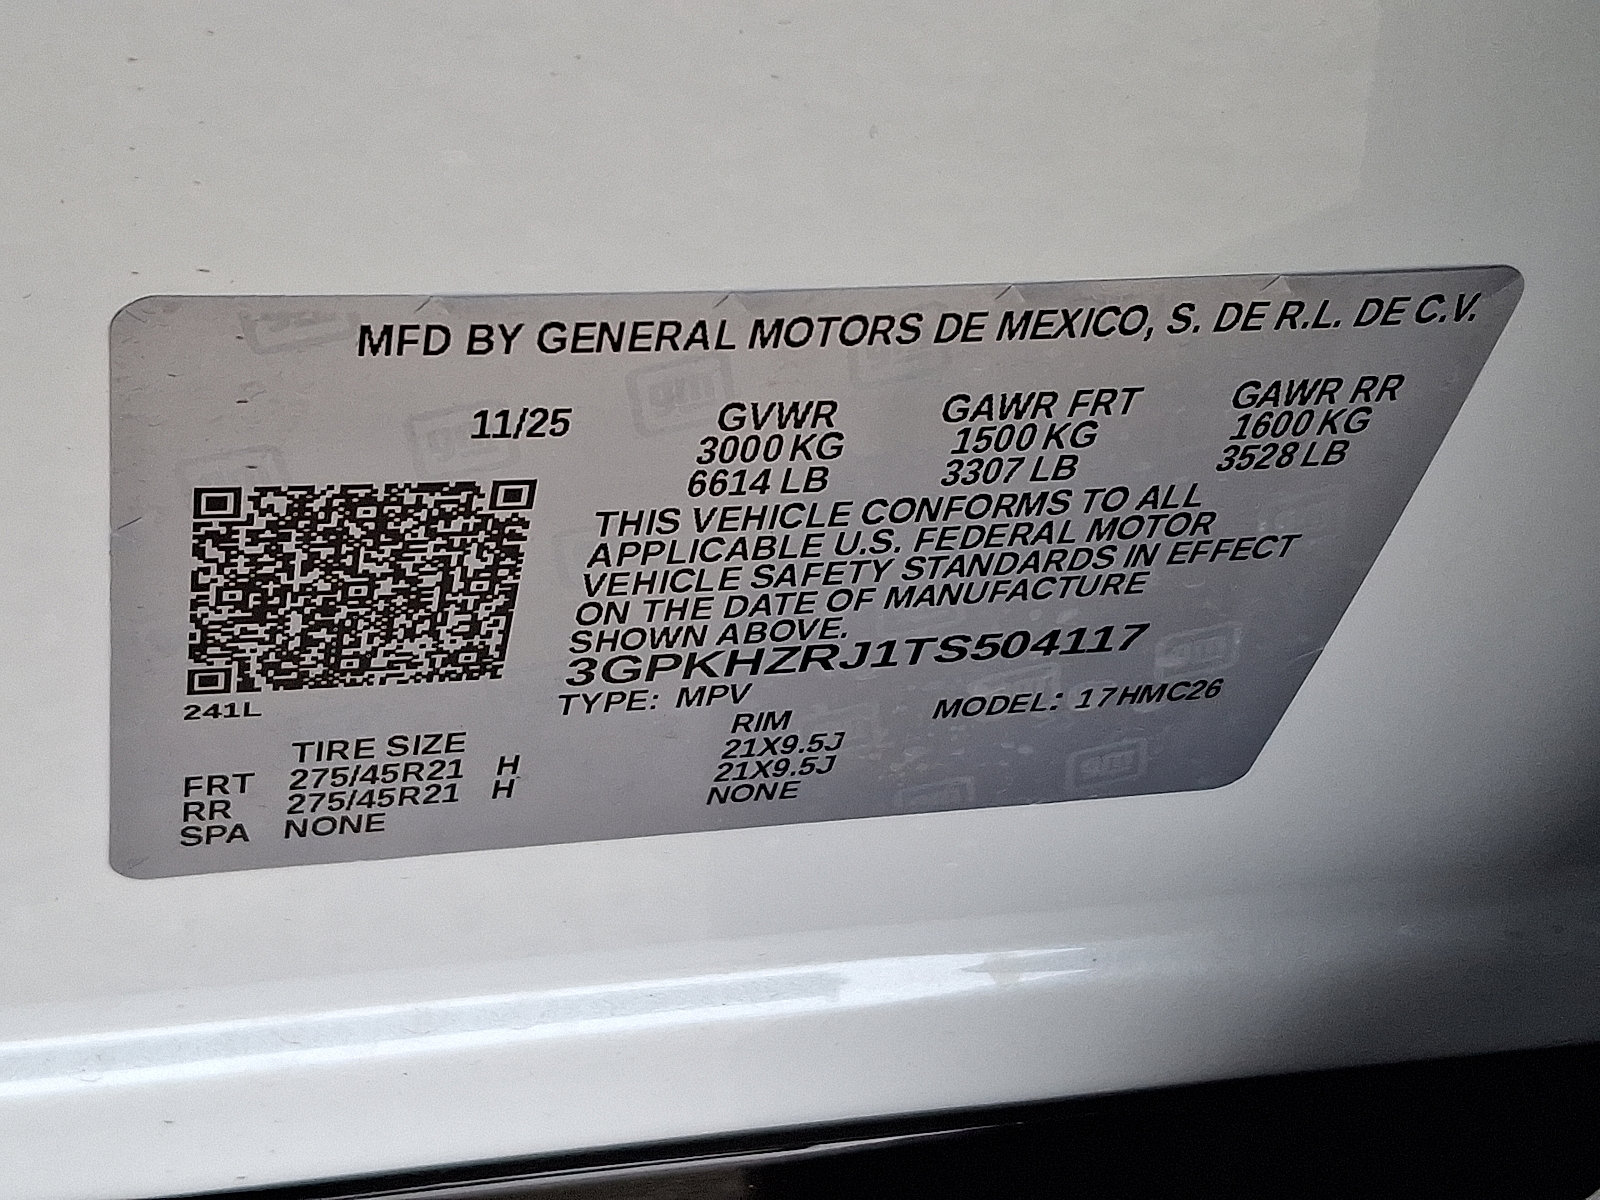 MFD BY GENERAL MOTORS DE MEXICO, S. DE R.L. DE C.V.
11/25 GVWR GAWR FRT GAWR RR
3000 KG 1500 KG 1600 KG
6614 LB 3307 LB 3528 LB
THIS VEHICLE CONFORMS TO ALL
APPLICABLE U.S. FEDERAL MOTOR
VEHICLE SAFETY STANDARDS IN EFFECT
ON THE DATE OF MANUFACTURE
SHOWN ABOVE.
3GPKHZRJ1TS504117
241L
TYPE: MPV MODEL: 17HMC26
TIRE SIZE RIM
FRT 275/45R21 H 21X9.5J
RR 275/45R21 H 21X9.5J
SPA NONE NONE